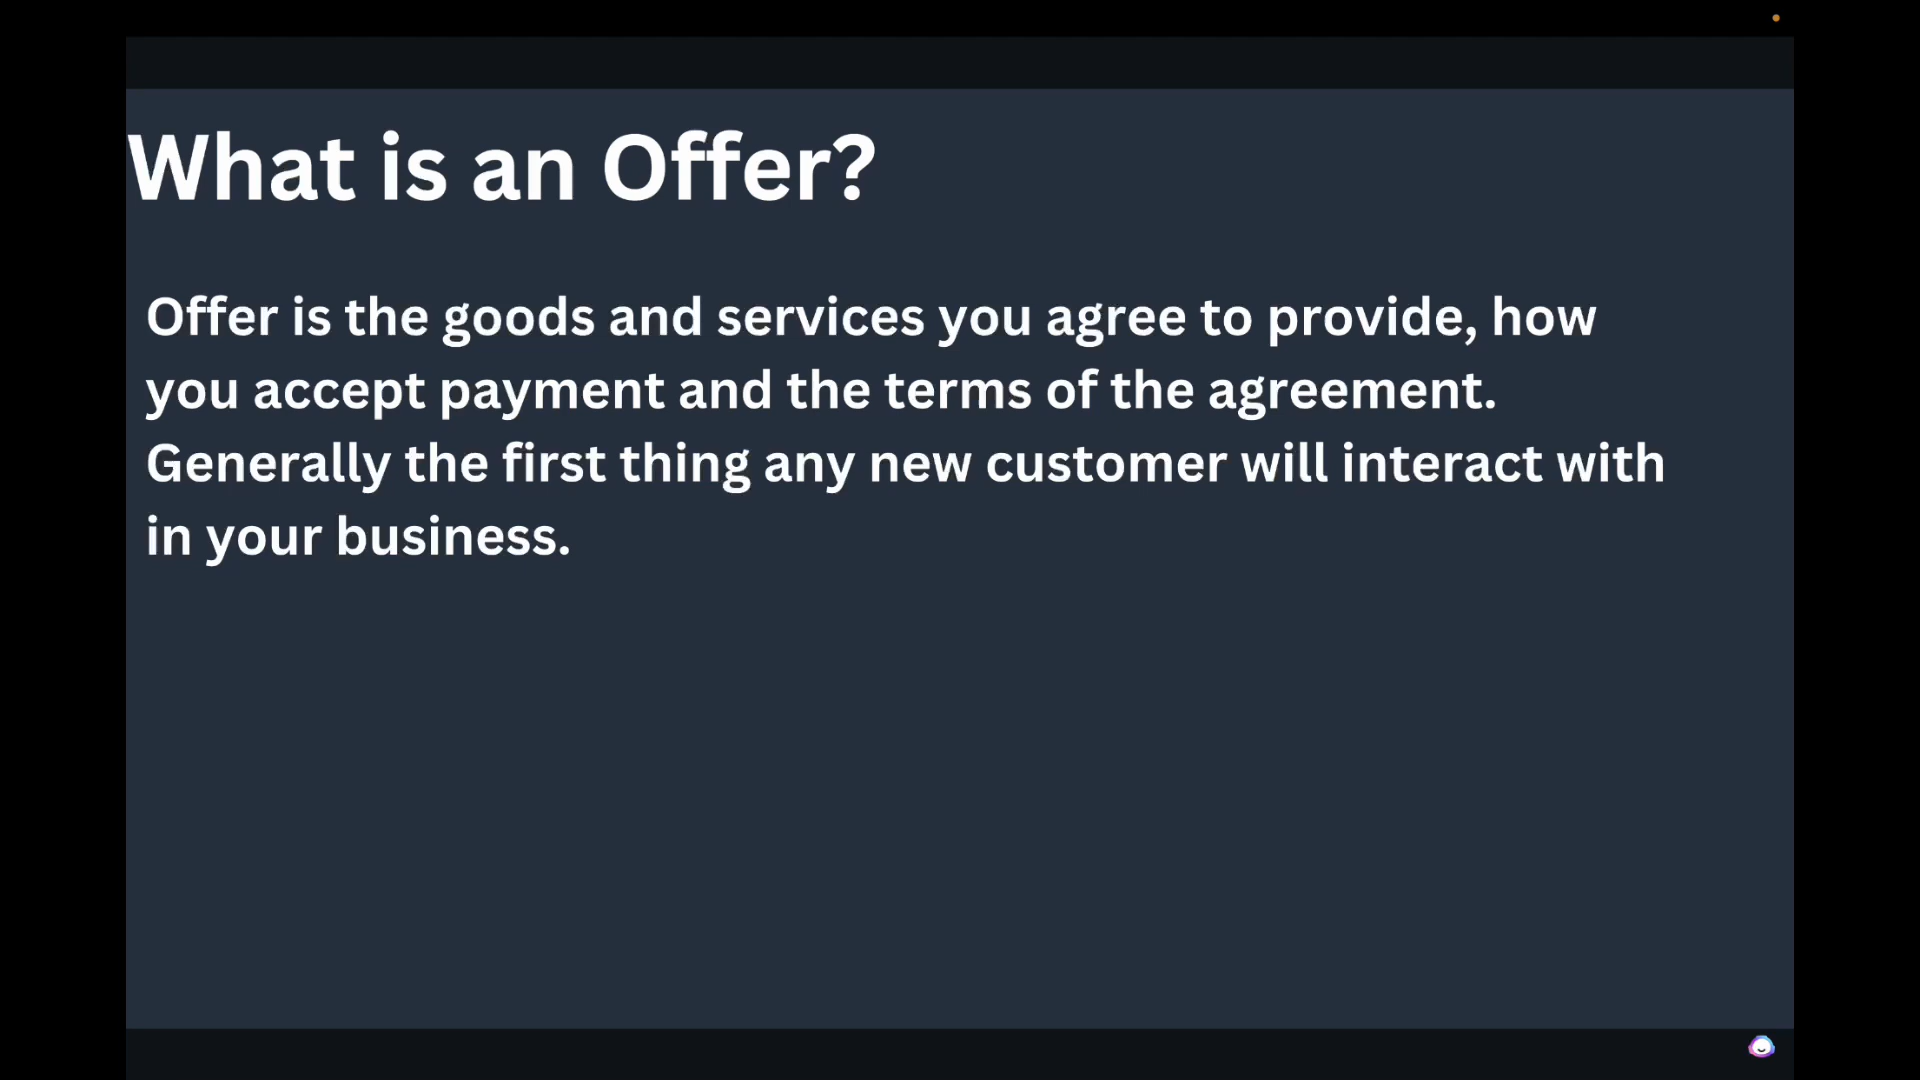 What is an Offer?
Offer is the goods and services you agree to provide, how
you accept payment and the terms of the agreement.
Generally the first thing any new customer will interact with
in your business.